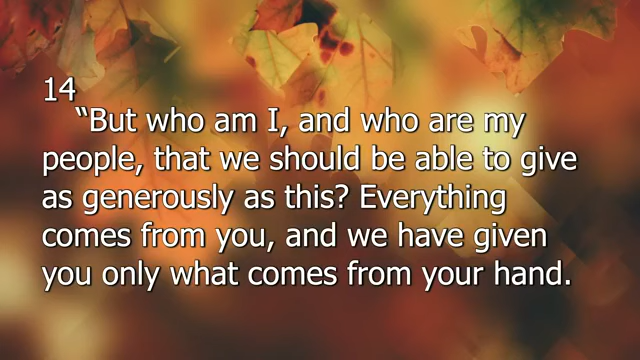 14
“But who am I, and who are my
people, that we should be able to give
as generously as this? Everything
comes from you, and we have given
you only what comes from your hand.